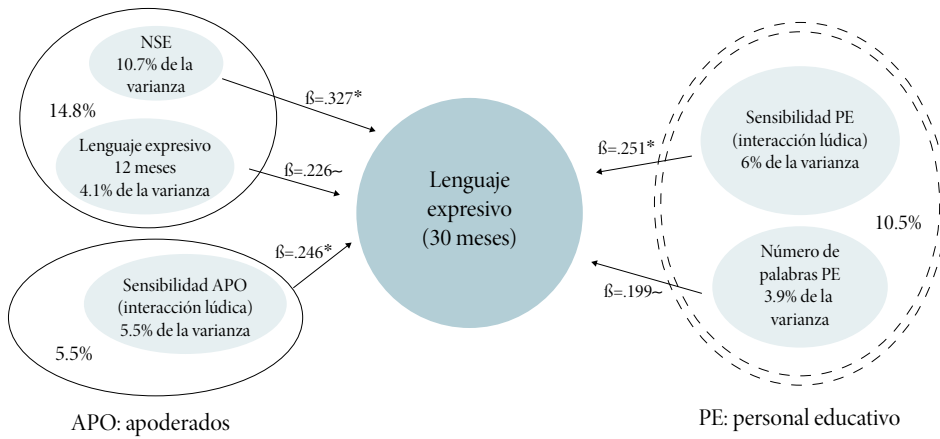 NSE
10.7% de la
varianza
14.8%
Lenguaje expresivo
12 meses
4.1% de la varianza
ß=.327*
ß=.226~
ß=.246*
Sensibilidad APO
(interacción lúdica)
5.5% de la varianza
5.5%
APO: apoderados
Lenguaje
expresivo
(30 meses)
ß=.251*
ß=.199~
Sensibilidad PE
(interacción lúdica)
6% de la varianza
10.5%
Número de
palabras PE
3.9% de la
varianza
PE: personal educativo